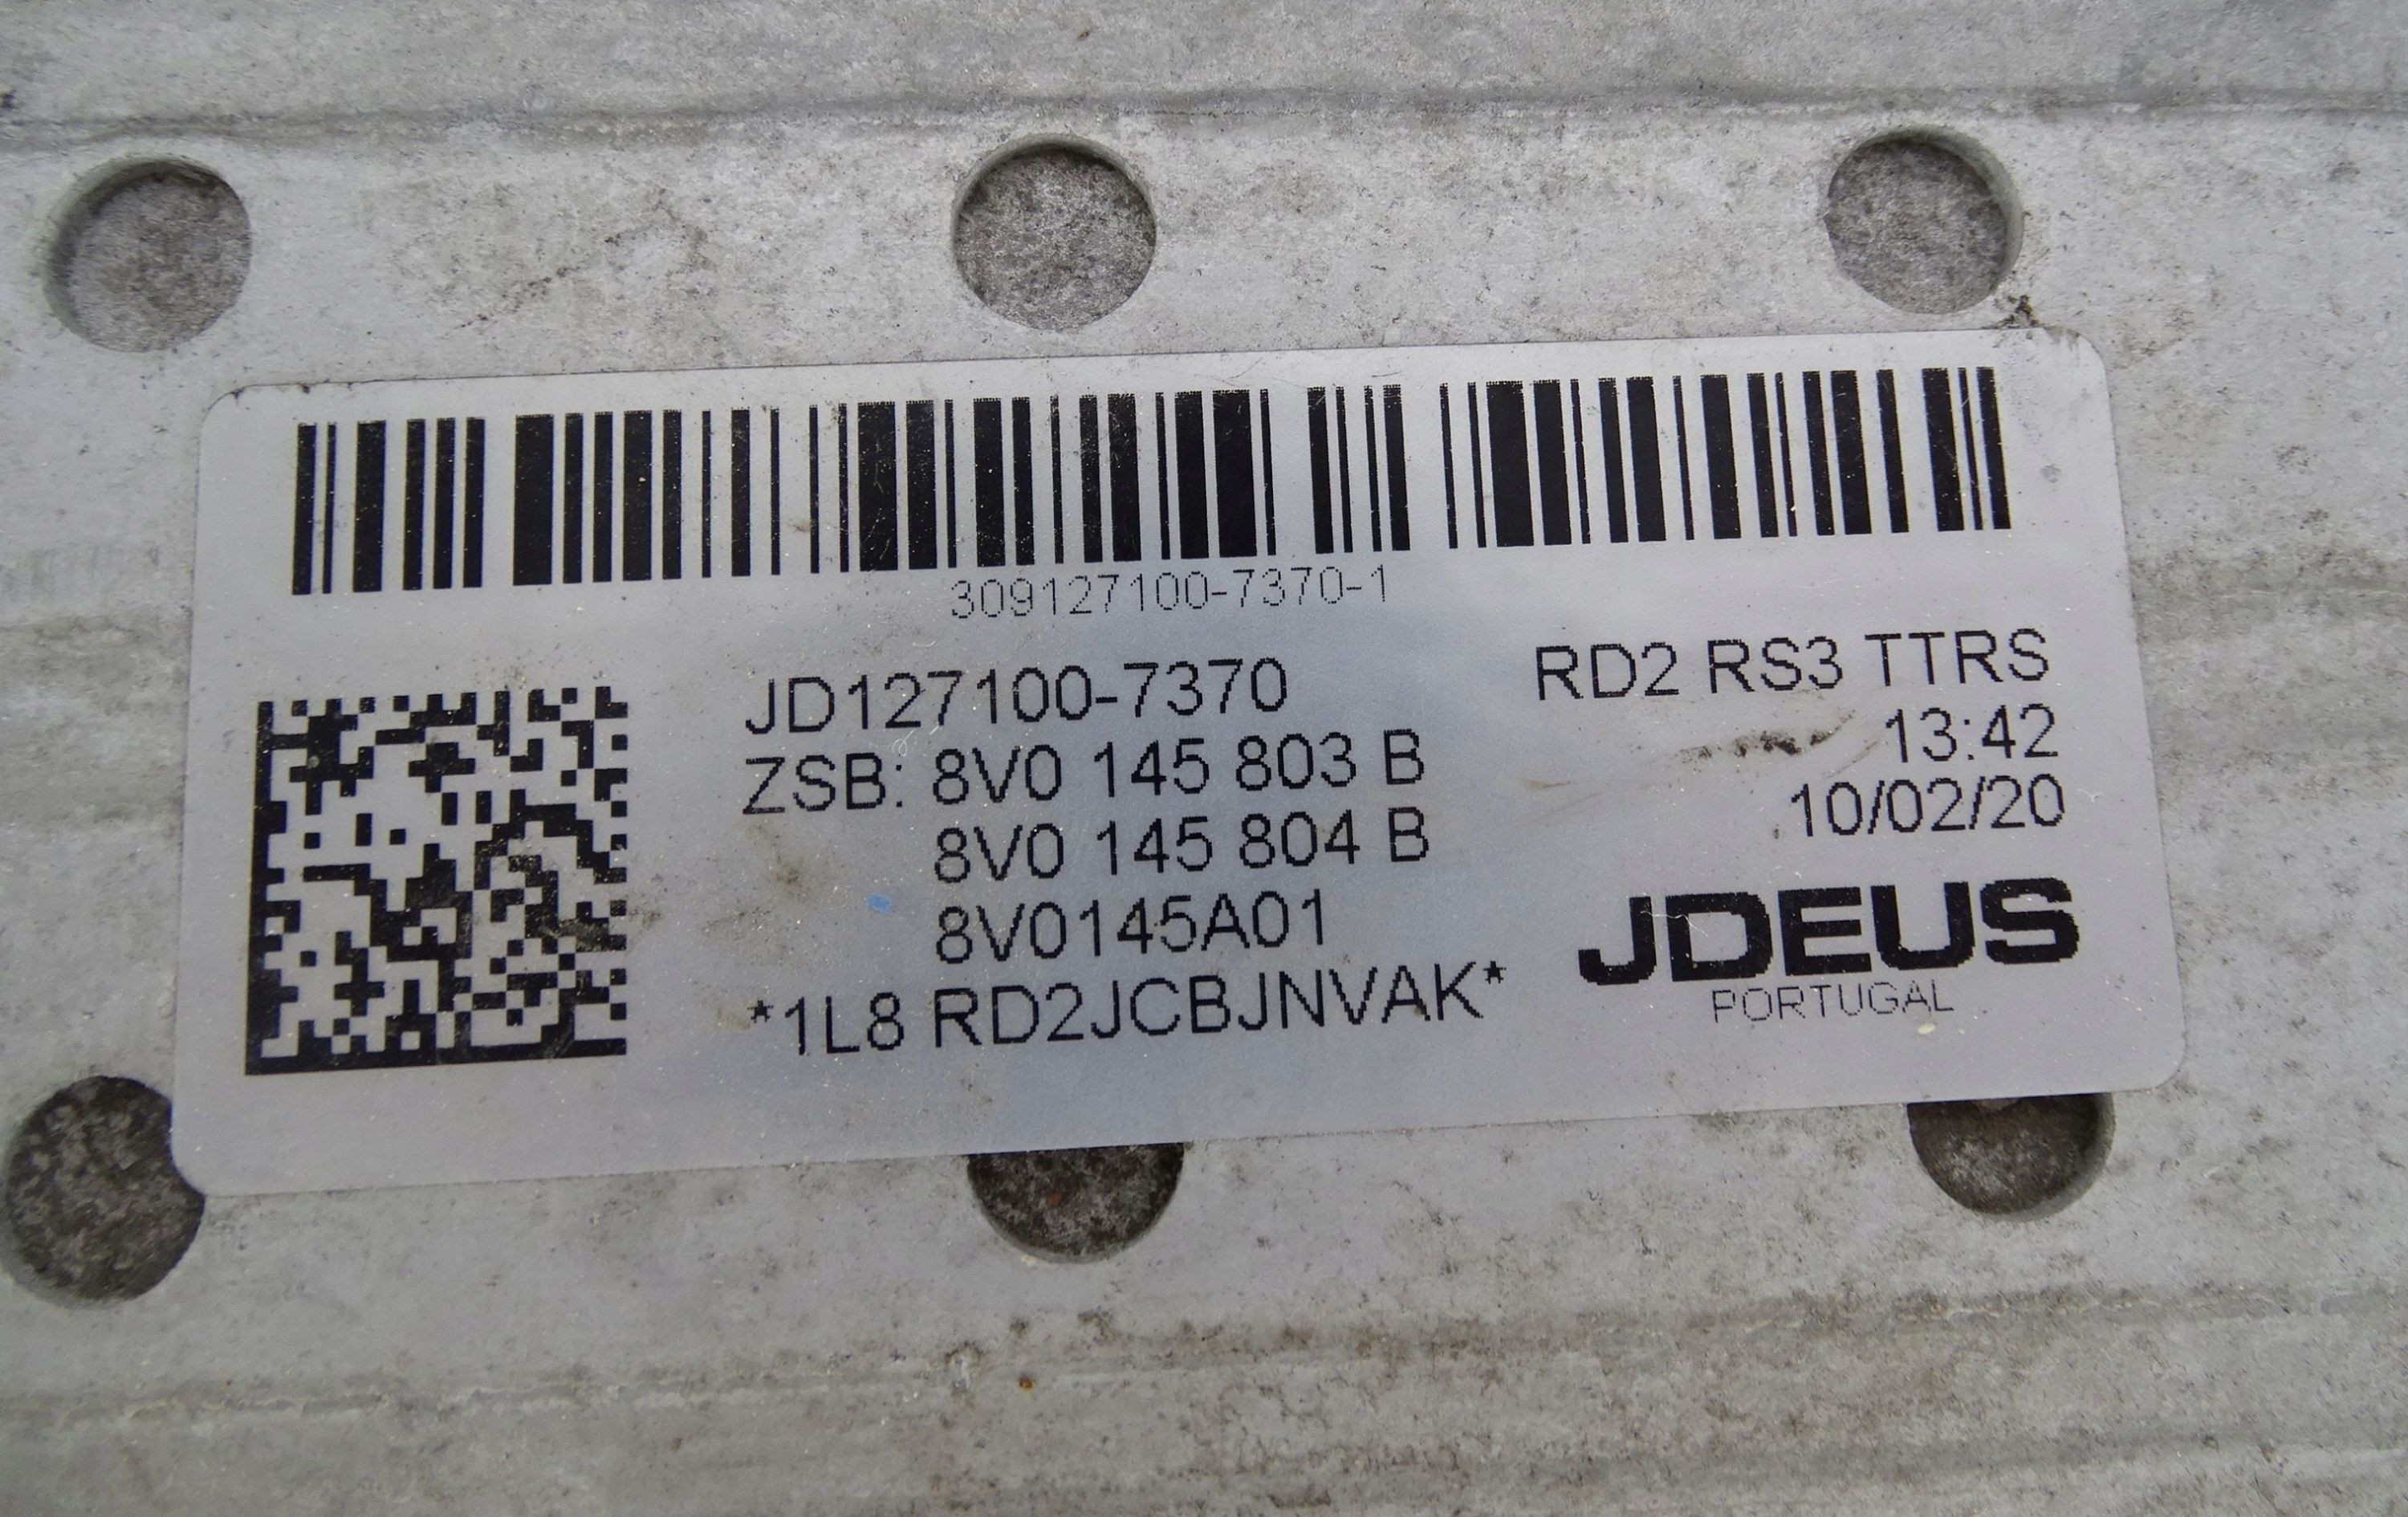 309127100-7370-1
JD127100-7370
RD2 RS3 TTRS
ZSB: 8V0 145 803 B
13:42
8V0 145 804 B
10/02/20
8V0145A01
JDEUS
PORTUGAL
*1L8 RD2JCBJNVAK*